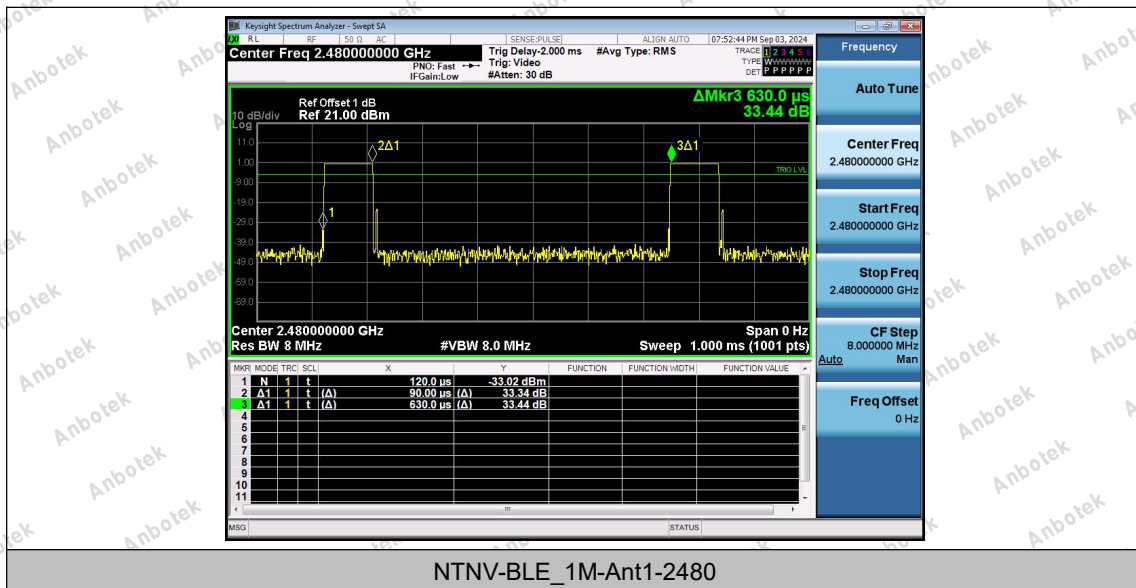 Keysight Spectrum Analyzer - Swept SA
RL RF 50 Ω AC SENSE:PULSE ALIGN AUTO 07:52:44 PM Sep 03, 2024
Center Freq 2.480000000 GHz Trig Delay-2.000 ms #Avg Type: RMS TRACE 1 2 3 4 5 6
PNO: Fast Trig: Video TYPE WWWWWW
IFGain:Low #Atten: 30 dB DET P P P P P P
Ref Offset 1 dB ΔMkr3 630.0 µs
10 dB/div Ref 21.00 dBm 33.44 dB
Log
11.0
1.00
-9.00
-19.0
-29.0
-39.0
-49.0
-59.0
-69.0
2Δ1
3Δ1
TRIG LVL
1
Center 2.480000000 GHz Span 0 Hz
Res BW 8 MHz #VBW 8.0 MHz Sweep 1.000 ms (1001 pts)
MKR MODE TRC SCL X Y FUNCTION FUNCTION WIDTH FUNCTION VALUE
1 N 1 t 120.0 µs -33.02 dBm
2 Δ1 1 t (Δ) 90.00 µs (Δ) 33.34 dB
3 Δ1 1 t (Δ) 630.0 µs (Δ) 33.44 dB
4
5
6
7
8
9
10
11
MSG STATUS
Frequency
Auto Tune
Center Freq
2.480000000 GHz
Start Freq
2.480000000 GHz
Stop Freq
2.480000000 GHz
CF Step
8.000000 MHz
Auto Man
Freq Offset
0 Hz
NTNV-BLE_1M-Ant1-2480
Anbotek